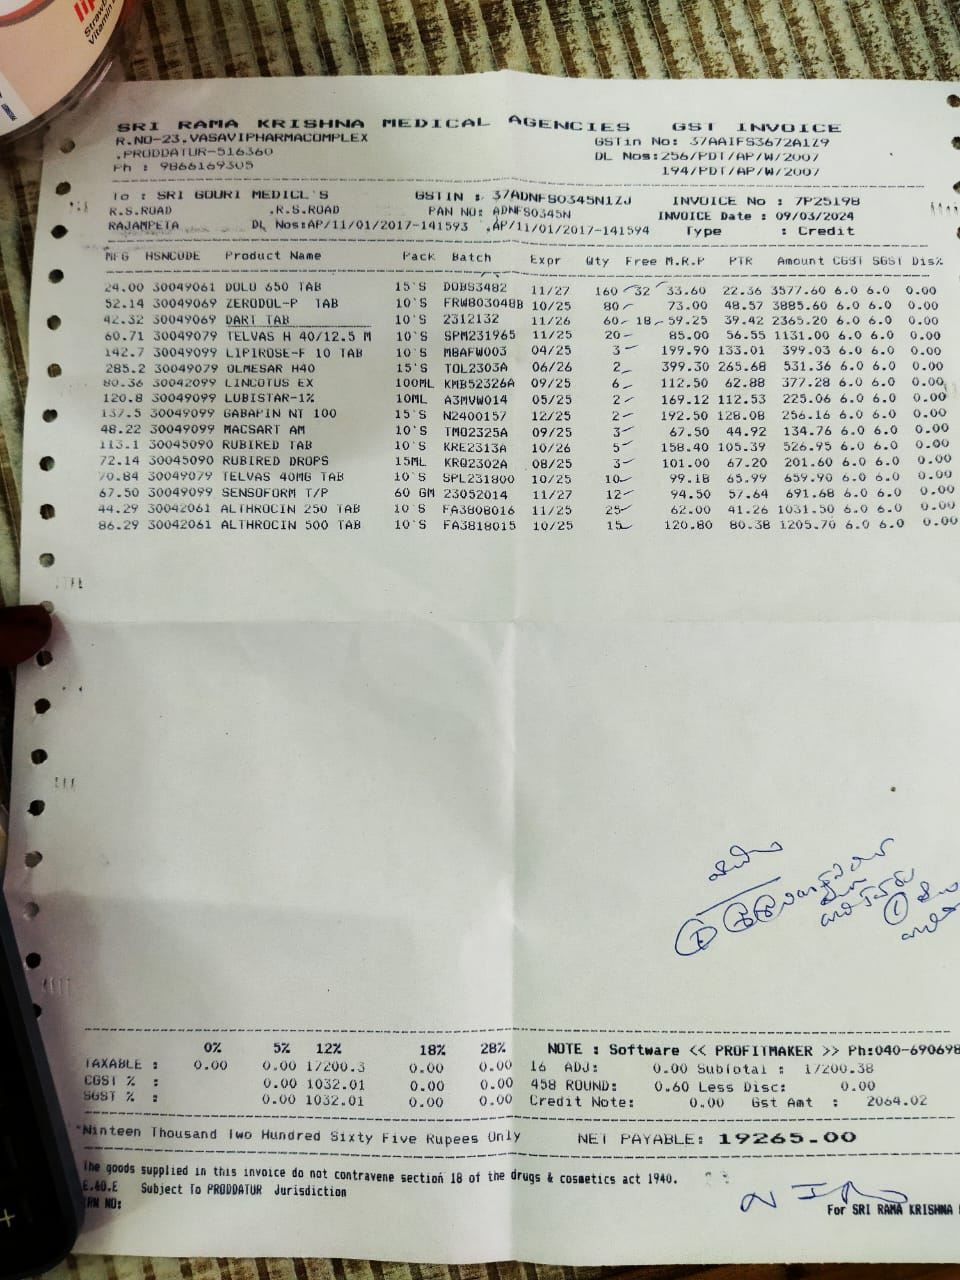 Strawb
Vitamin
SRI RAMA KRISHNA MEDICAL AGENCIES GST INVOICE
R.NO-23,VASAVIPHARMACOMPLEX GSTin No: 37AAIFS3672A1Z9
,PRODDATUR-516360 DL Nos:256/PDT/AP/W/2007
Ph : 9866169305 194/PDT/AP/W/2007
To : SRI GOURI MEDICL'S GSTIN : 37ADNFS0345N1ZJ INVOICE No : 7P25198
R.S.ROAD ,R.S.ROAD PAN NO: ADNFS0345N INVOICE Date : 09/03/2024
RAJAMPETA DL Nos:AP/11/01/2017-141593 ,AP/11/01/2017-141594 Type : Credit
MFG HSNCODE Product Name Pack Batch Expr Qty Free M.R.P PTR Amount CGST SGST Dis%
24.00 30049061 DOLO 650 TAB 15'S DOBS3482 11/27 160 32 33.60 22.36 3577.60 6.0 6.0 0.00
52.14 30049069 ZERODOL-P TAB 10'S FRW803048B 10/25 80 73.00 48.57 3885.60 6.0 6.0 0.00
42.32 30049069 DART TAB 10'S 2312132 11/26 60 18 59.25 39.42 2365.20 6.0 6.0 0.00
60.71 30049079 TELVAS H 40/12.5 M 10'S SPM231965 11/25 20 85.00 56.55 1131.00 6.0 6.0 0.00
142.7 30049099 LIPIROSE-F 10 TAB 10'S MBAFW003 04/25 3 199.90 133.01 399.03 6.0 6.0 0.00
285.2 30049079 OLMESAR H40 15'S TOL2303A 06/26 2 399.30 265.68 531.36 6.0 6.0 0.00
80.36 30042099 LINCOTUS EX 100ML KMB52326A 09/25 6 112.50 62.88 377.28 6.0 6.0 0.00
120.8 30049099 LUBISTAR-1% 10ML A3MVW014 05/25 2 169.12 112.53 225.06 6.0 6.0 0.00
137.5 30049099 GABAPIN NT 100 15'S N2400157 12/25 2 192.50 128.08 256.16 6.0 6.0 0.00
48.22 30049099 MACSART AM 10'S TMO2325A 09/25 3 67.50 44.92 134.76 6.0 6.0 0.00
113.1 30045090 RUBIRED TAB 10'S KRE2313A 10/26 5 158.40 105.39 526.95 6.0 6.0 0.00
72.14 30045090 RUBIRED DROPS 15ML KRQ2302A 08/25 3 101.00 67.20 201.60 6.0 6.0 0.00
70.84 30049079 TELVAS 40MG TAB 10'S SPL231800 10/25 10 99.18 65.99 659.90 6.0 6.0 0.00
67.50 30049099 SENSOFORM T/P 60 GM 23052014 11/27 12 94.50 57.64 691.68 6.0 6.0 0.00
44.29 30042061 ALTHROCIN 250 TAB 10'S FA3808016 11/25 25 62.00 41.26 1031.50 6.0 6.0 0.00
86.29 30042061 ALTHROCIN 500 TAB 10'S FA3818015 10/25 15 120.80 80.38 1205.70 6.0 6.0 0.00
0% 5% 12% 18% 28% NOTE : Software << PROFITMAKER >> Ph:040-690698
TAXABLE : 0.00 0.00 17200.3 0.00 0.00 16 ADJ: 0.00 Subtotal : 17200.38
CGST % : 0.00 1032.01 0.00 0.00 458 ROUND: 0.60 Less Disc: 0.00
SGST % : 0.00 1032.01 0.00 0.00 Credit Note: 0.00 Gst Amt : 2064.02
*Ninteen Thousand Two Hundred Sixty Five Rupees Only NET PAYABLE: 19265.00
The goods supplied in this invoice do not contravene section 18 of the drugs & cosmetics act 1940.
E.&O.E Subject To PRODDATUR Jurisdiction
IRN NO: For SRI RAMA KRISHNA